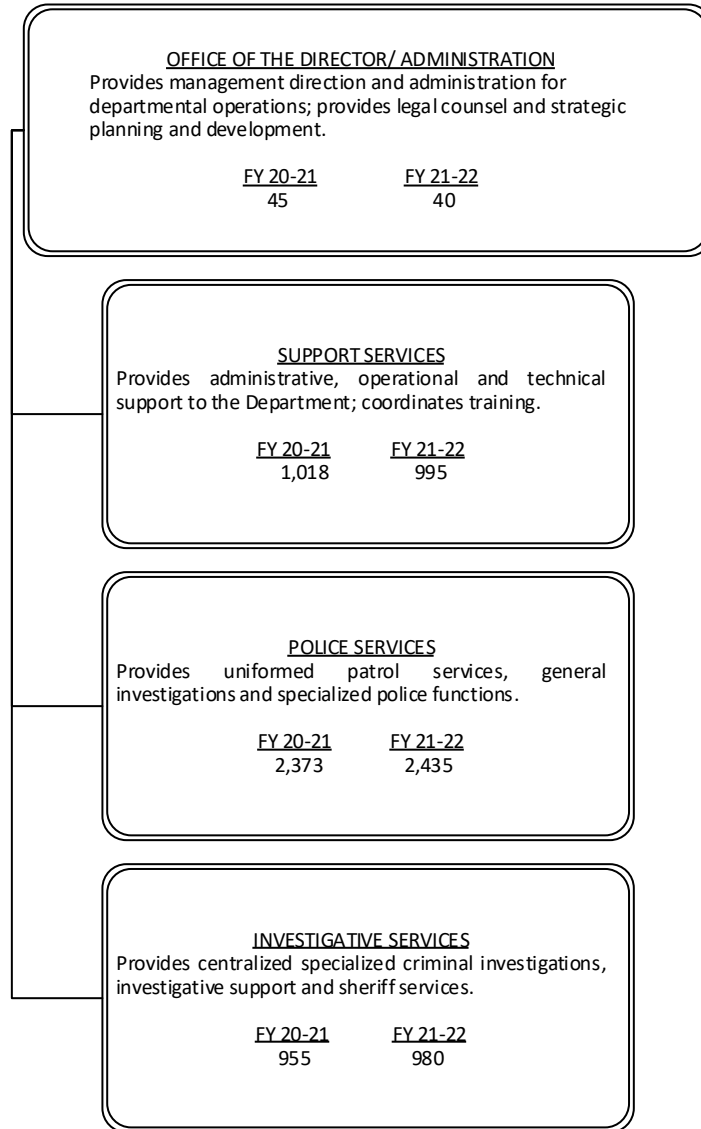 OFFICE OF THE DIRECTOR/ ADMINISTRATION
Provides management direction and administration for
departmental operations; provides legal counsel and strategic
planning and development.
FY 20-21 FY 21-22
45 40
SUPPORT SERVICES
Provides administrative, operational and technical
support to the Department; coordinates training.
FY 20-21 FY 21-22
1,018 995
POLICE SERVICES
Provides uniformed patrol services, general
investigations and specialized police functions.
FY 20-21 FY 21-22
2,373 2,435
INVESTIGATIVE SERVICES
Provides centralized specialized criminal investigations,
investigative support and sheriff services.
FY 20-21 FY 21-22
955 980